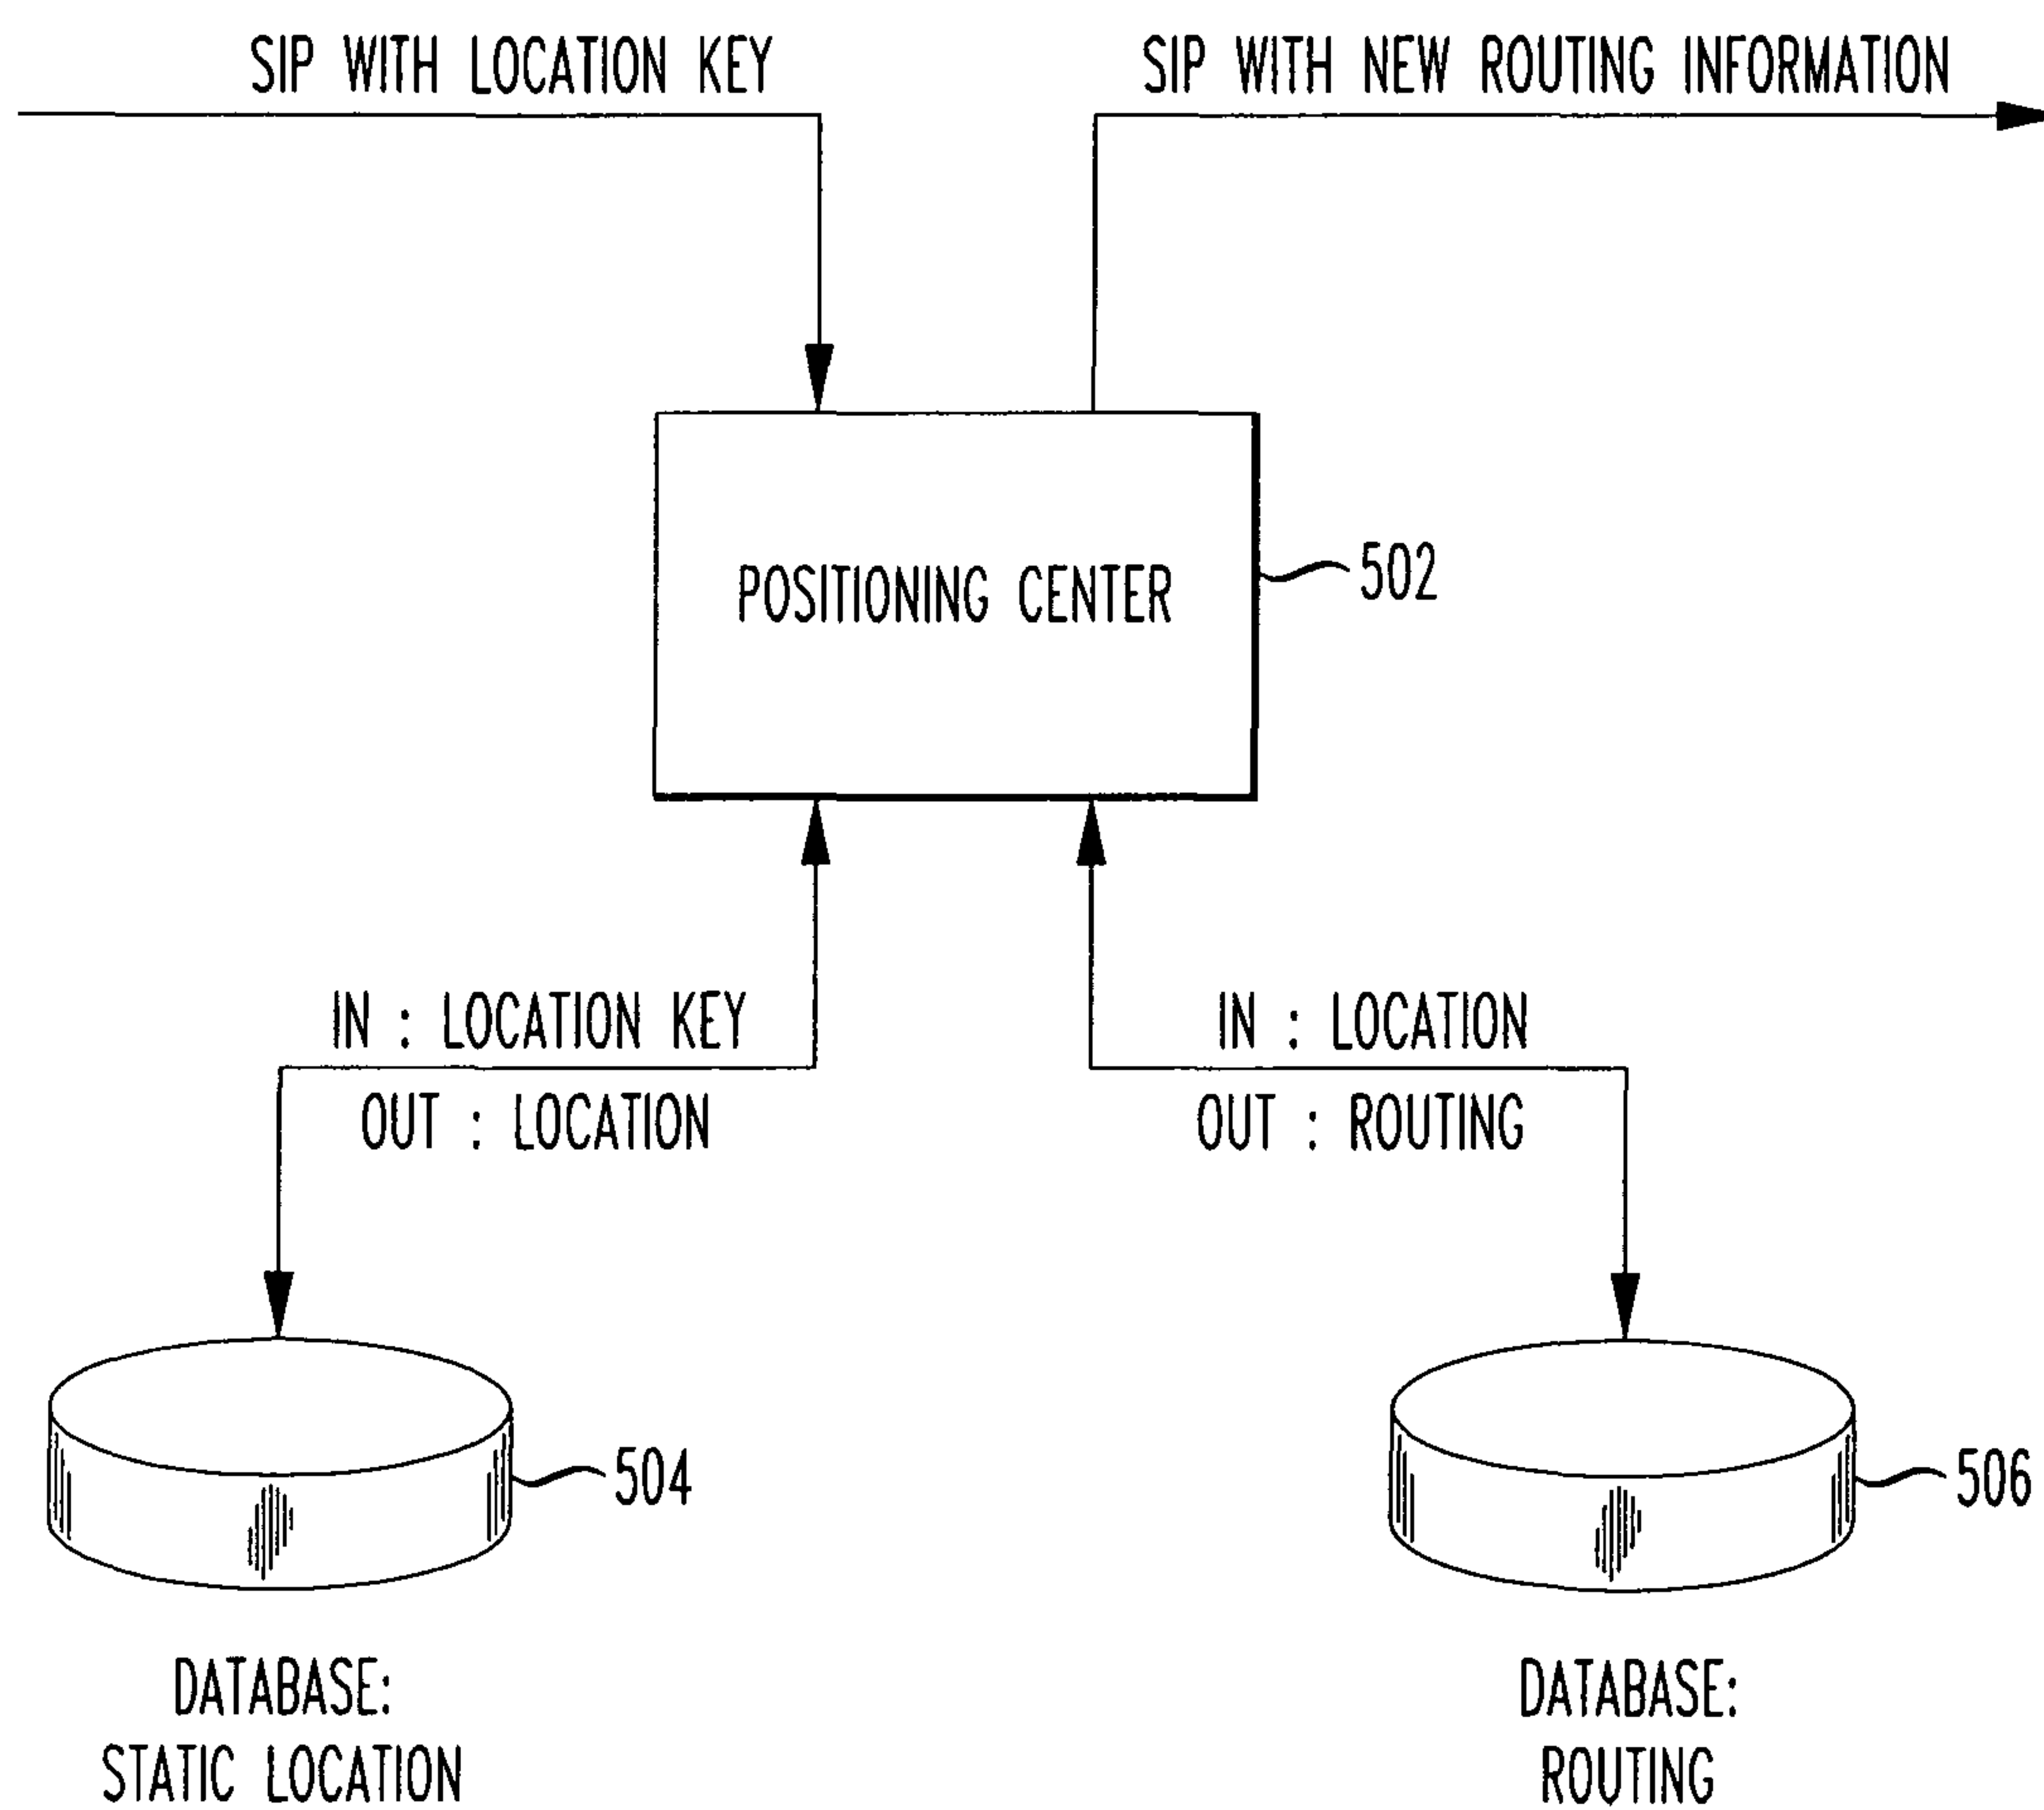 SIP WITH LOCATION KEY
SIP WITH NEW ROUTING INFORMATION
POSITIONING CENTER
502
IN : LOCATION KEY
OUT : LOCATION
IN : LOCATION
OUT : ROUTING
504
506
DATABASE:
STATIC LOCATION
DATABASE:
ROUTING